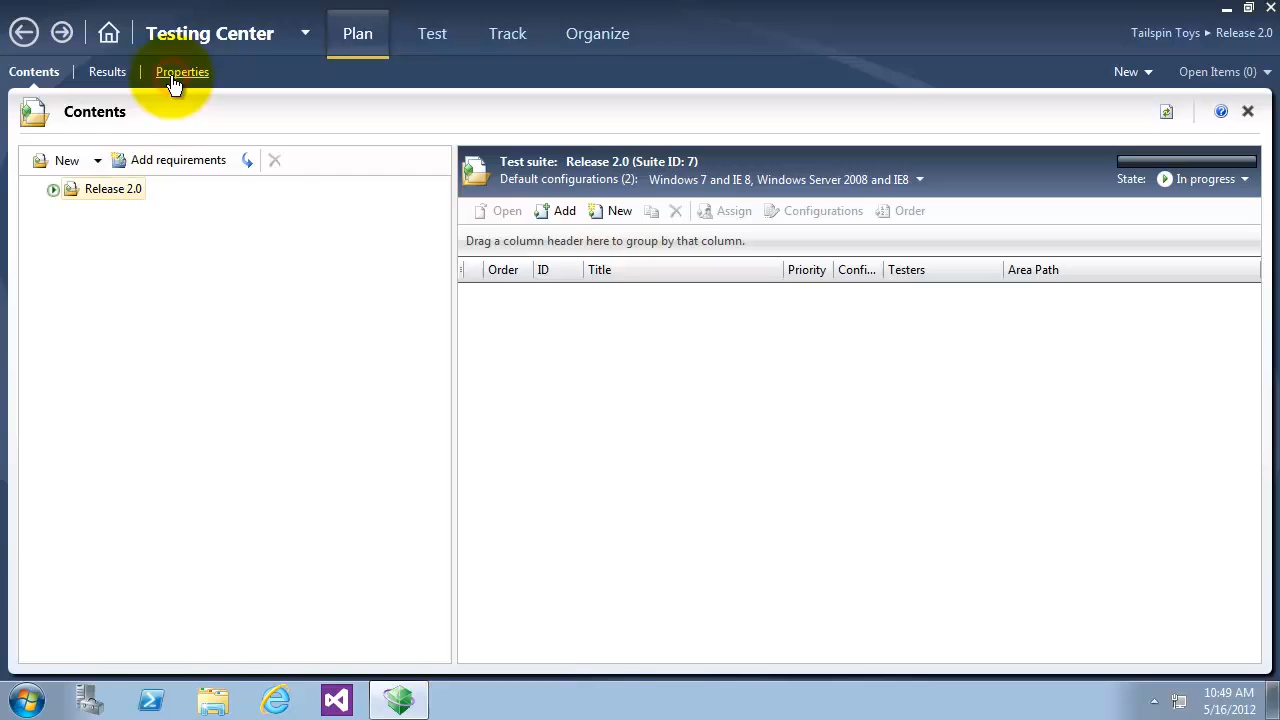 Testing Center
Plan
Test
Track
Organize
Tailspin Toys ▸ Release 2.0
Contents
Results
Properties
New
Open Items (0)
Contents
New
Add requirements
Release 2.0
Test suite: Release 2.0 (Suite ID: 7)
Default configurations (2): Windows 7 and IE 8, Windows Server 2008 and IE8
State: In progress
Open
Add
New
Assign
Configurations
Order
Drag a column header here to group by that column.
Order
ID
Title
Priority
Confi...
Testers
Area Path
10:49 AM
5/16/2012